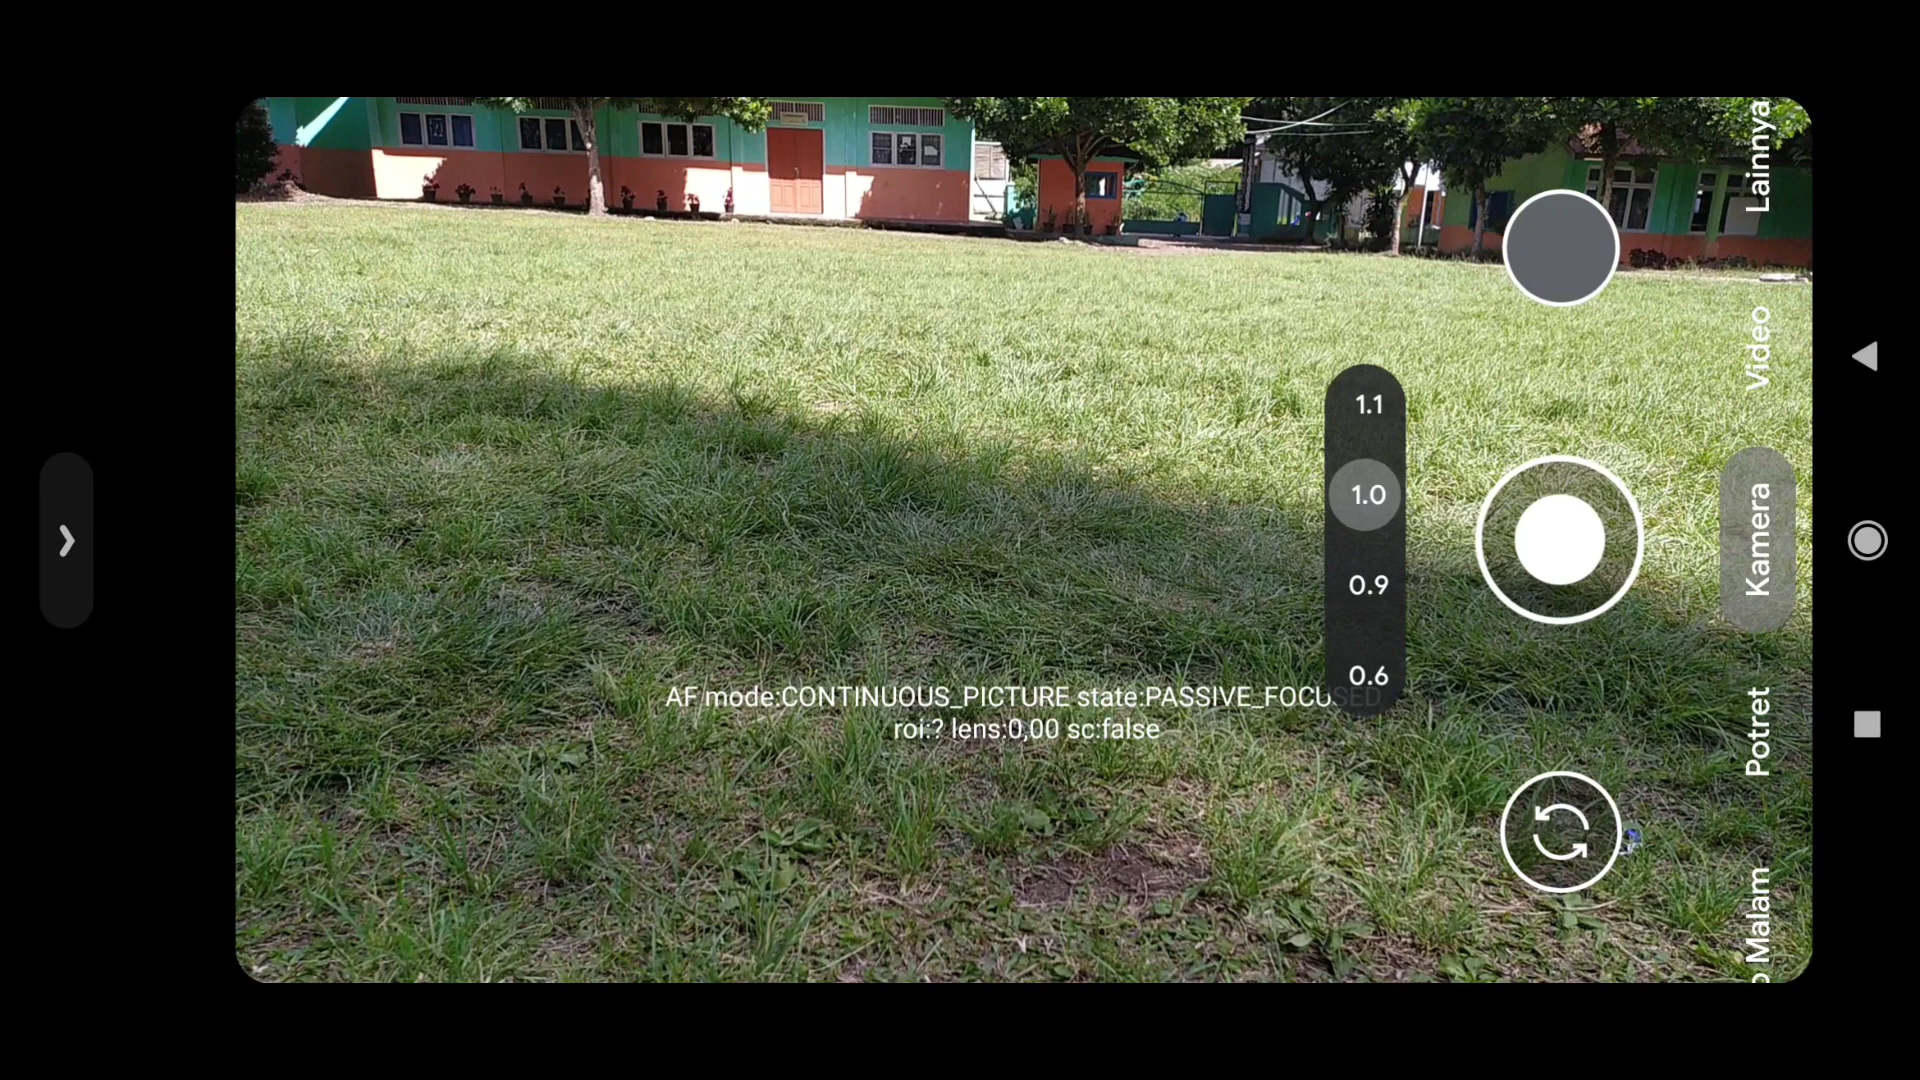 AF mode:CONTINUOUS_PICTURE state:PASSIVE_FOCUSED
roi:? lens:0,00 sc:false
1.1
1.0
0.9
0.6
Lainnya
Video
Kamera
Potret
Malam